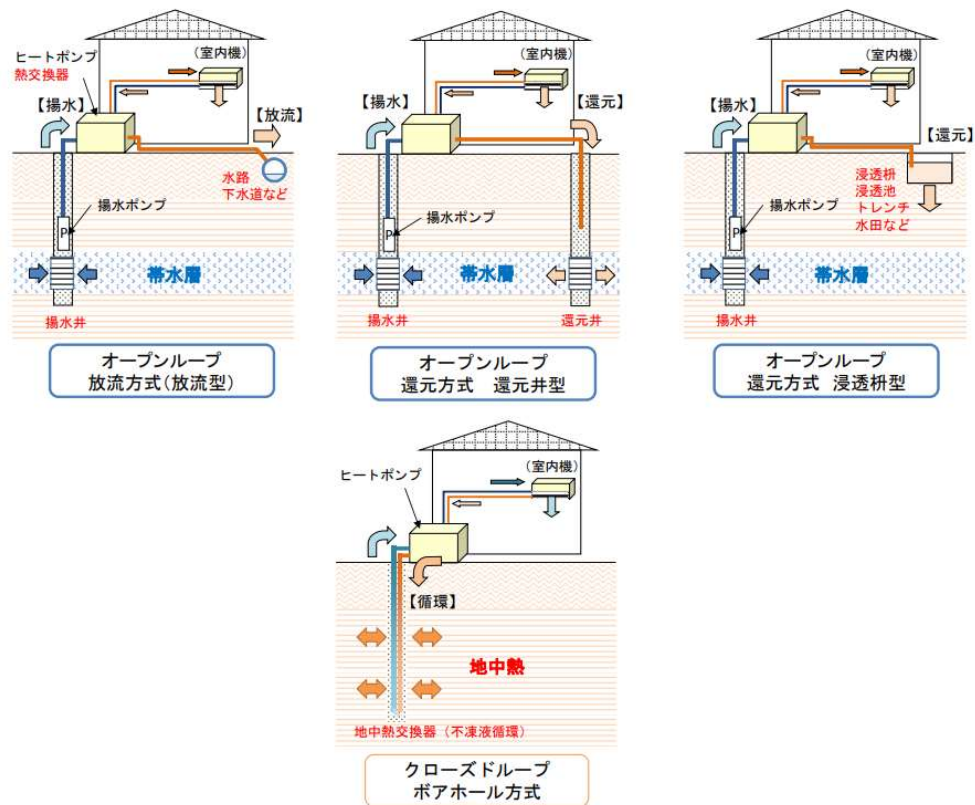 ヒートポンプ
熱交換器
(室内機)
【揚水】
【放流】
水路
下水道など
揚水ポンプ
P
帯水層
揚水井
オープンループ
放流方式(放流型)
(室内機)
【揚水】
【還元】
揚水ポンプ
P
帯水層
揚水井
還元井
オープンループ
還元方式 還元井型
(室内機)
【揚水】
【還元】
浸透枡
浸透池
トレンチ
水田など
揚水ポンプ
P
帯水層
揚水井
オープンループ
還元方式 浸透枡型
ヒートポンプ
(室内機)
【循環】
地中熱
地中熱交換器(不凍液循環)
クローズドループ
ボアホール方式